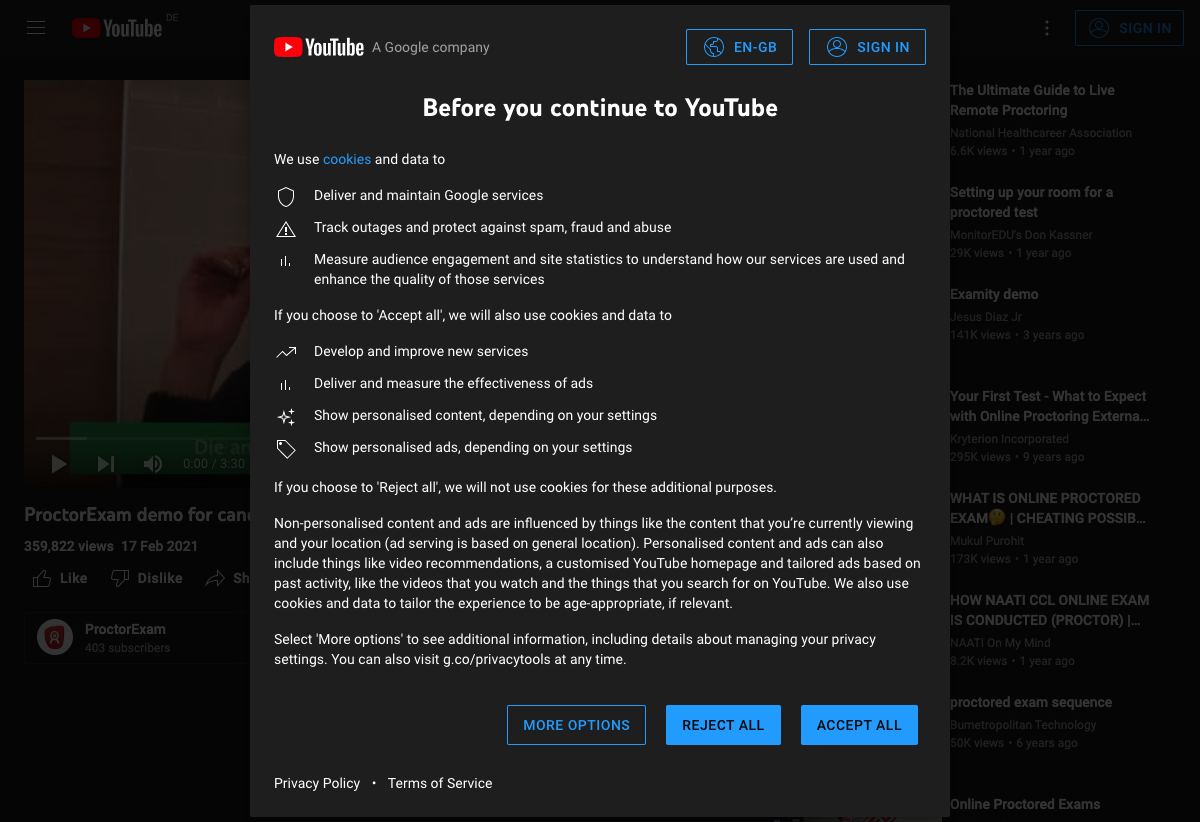 YouTube DE
SIGN IN
YouTube A Google company
EN-GB
SIGN IN
Before you continue to YouTube
We use cookies and data to
Deliver and maintain Google services
Track outages and protect against spam, fraud and abuse
Measure audience engagement and site statistics to understand how our services are used and
enhance the quality of those services
If you choose to 'Accept all', we will also use cookies and data to
Develop and improve new services
Deliver and measure the effectiveness of ads
Show personalised content, depending on your settings
Show personalised ads, depending on your settings
If you choose to 'Reject all', we will not use cookies for these additional purposes.
Non-personalised content and ads are influenced by things like the content that you’re currently viewing
and your location (ad serving is based on general location). Personalised content and ads can also
include things like video recommendations, a customised YouTube homepage and tailored ads based on
past activity, like the videos that you watch and the things that you search for on YouTube. We also use
cookies and data to tailor the experience to be age-appropriate, if relevant.
Select 'More options' to see additional information, including details about managing your privacy
settings. You can also visit g.co/privacytools at any time.
MORE OPTIONS
REJECT ALL
ACCEPT ALL
Privacy Policy • Terms of Service
Die
0:00 / 3:30
ProctorExam demo for
359,822 views 17 Feb 2021
Like
Dislike
ProctorExam
403 subscribers
The Ultimate Guide to Live
Remote Proctoring
National Healthcareer Association
6.6K views • 1 year ago
Setting up your room for a
proctored test
MonitorEDU's Don Kassner
29K views • 1 year ago
Examity demo
Jesus Diaz Jr
141K views • 3 years ago
Your First Test - What to Expect
with Online Proctoring Externa...
Kryterion Incorporated
295K views • 9 years ago
WHAT IS ONLINE PROCTORED
EXAM🤔 | CHEATING POSSIB...
Mukul Purohit
173K views • 1 year ago
HOW NAATI CCL ONLINE EXAM
IS CONDUCTED (PROCTOR) |...
NAATI On My Mind
8.2K views • 1 year ago
proctored exam sequence
Bumetropolitan Technology
50K views • 6 years ago
Online Proctored Exams